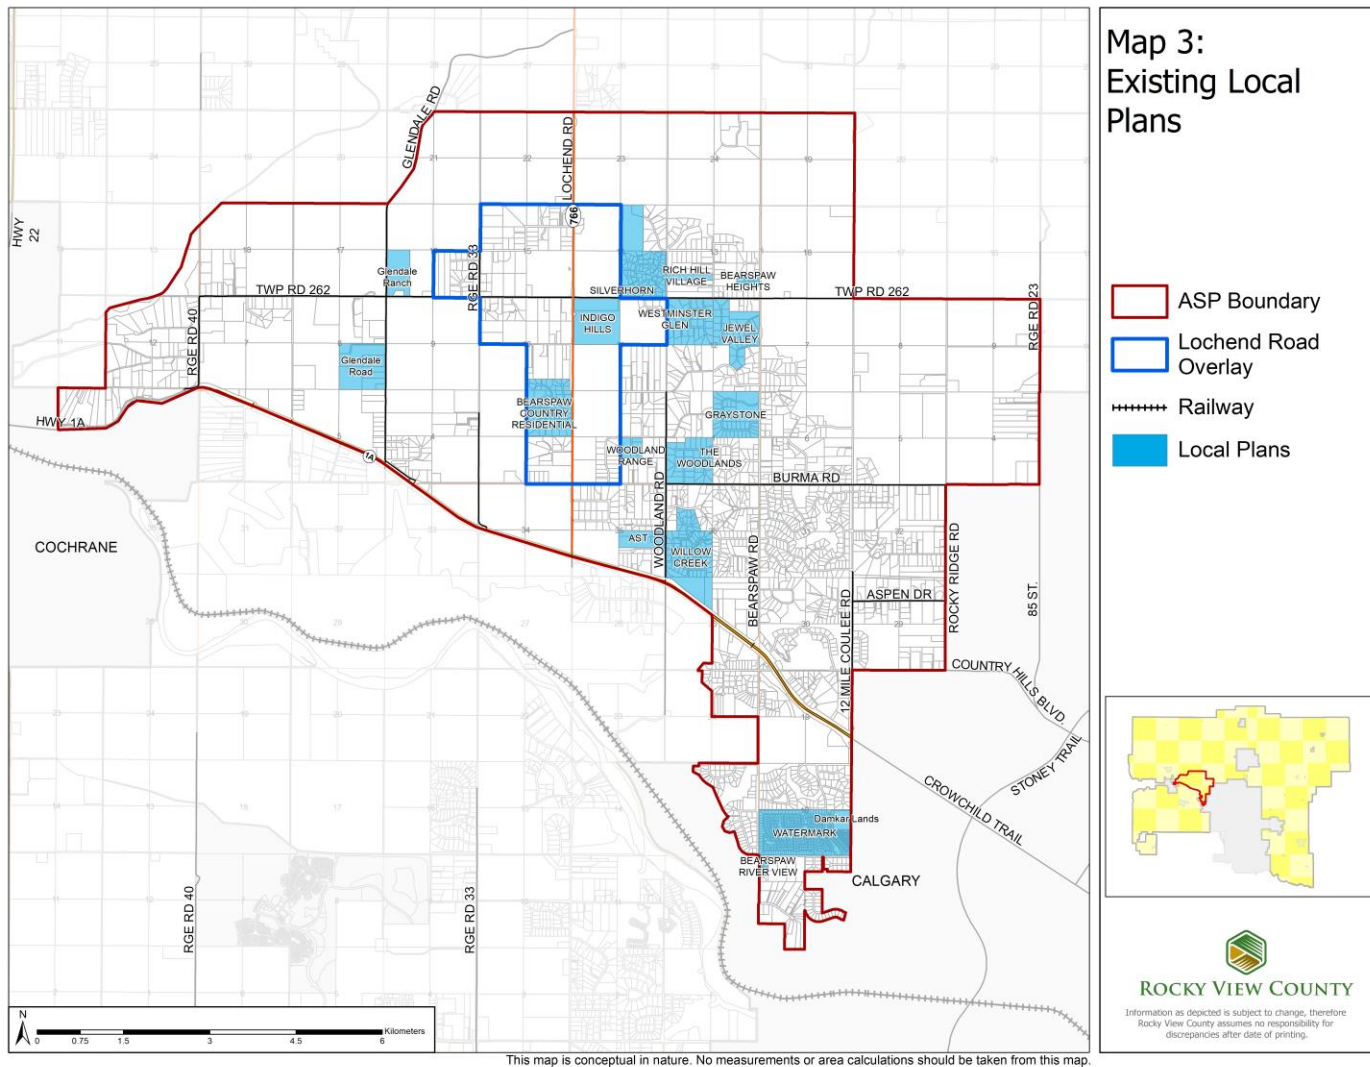 Map 3:
Existing Local
Plans
ASP Boundary
Lochend Road
Overlay
Railway
Local Plans
GLENDALE RD
LOCHEND RD
766
HWY
22
RGE RD 33
Glendale
Ranch
TWP RD 262
SILVERHORN
RICH HILL
VILLAGE
BEARSPAW
HEIGHTS
TWP RD 262
RGE RD 23
RGE RD 40
INDIGO
HILLS
WESTMINSTER
GLEN
JEWEL
VALLEY
Glendale
Road
HWY 1A
BEARSPAW
COUNTRY
RESIDENTIAL
GRAYSTONE
1A
WOODLAND
RANGE
THE
WOODLANDS
BURMA RD
WOODLAND RD
COCHRANE
AST
WILLOW
CREEK
BEARSPAW RD
12 MILE COULEE RD
ASPEN DR
ROCKY RIDGE RD
85 ST.
COUNTRY HILLS BLVD.
STONEY TRAIL
CROWCHILD TRAIL
Damkar Lands
WATERMARK
BEARSPAW
RIVER VIEW
CALGARY
RGE RD 40
RGE RD 33
N
0 0.75 1.5 3 4.5 6
Kilometers
ROCKY VIEW COUNTY
Information as depicted is subject to change, therefore
Rocky View County assumes no responsibility for
discrepancies after date of printing.
This map is conceptual in nature. No measurements or area calculations should be taken from this map.